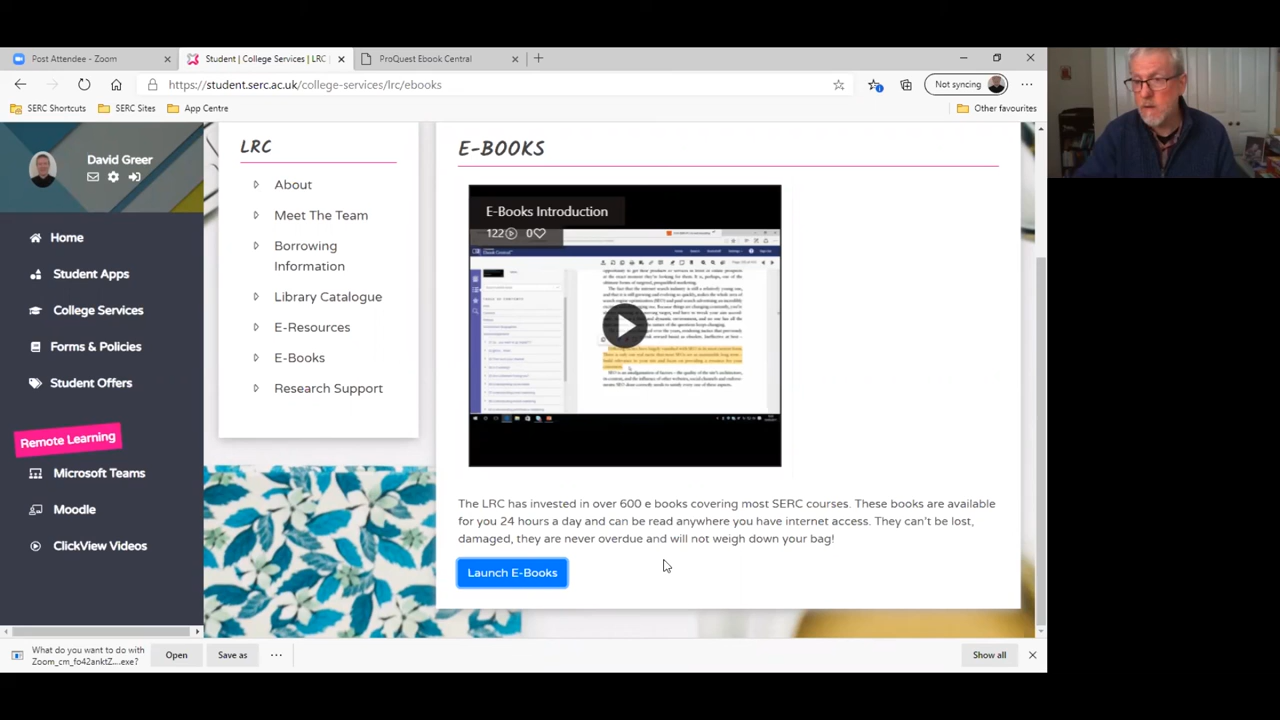 Post Attendee - Zoom
Student | College Services | LRC |
ProQuest Ebook Central
https://student.serc.ac.uk/college-services/lrc/ebooks
Not syncing
SERC Shortcuts
SERC Sites
App Centre
Other favourites
David Greer
Home
Student Apps
College Services
Forms & Policies
Student Offers
Remote Learning
Microsoft Teams
Moodle
ClickView Videos
LRC
About
Meet The Team
Borrowing
Information
Library Catalogue
E-Resources
E-Books
Research Support
E-BOOKS
E-Books Introduction
122
0
The LRC has invested in over 600 e books covering most SERC courses. These books are available
for you 24 hours a day and can be read anywhere you have internet access. They can't be lost,
damaged, they are never overdue and will not weigh down your bag!
Launch E-Books
What do you want to do with
Zoom_cm_fo42anktZ....exe?
Open
Save as
Show all